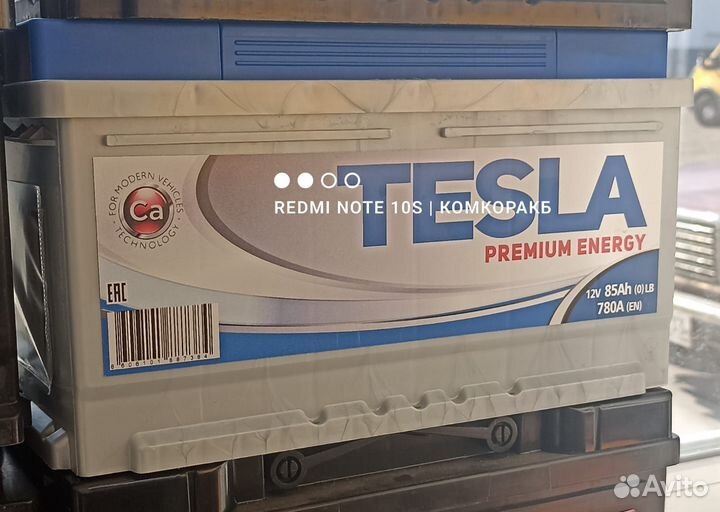 FOR MODERN VEHICLES
Ca
TECHNOLOGY
TESLA
REDMI NOTE 10S | КОМКОРАКБ
PREMIUM ENERGY
12V 85Ah (0) LB
780A (EN)
EAC
8606101587384
Avito